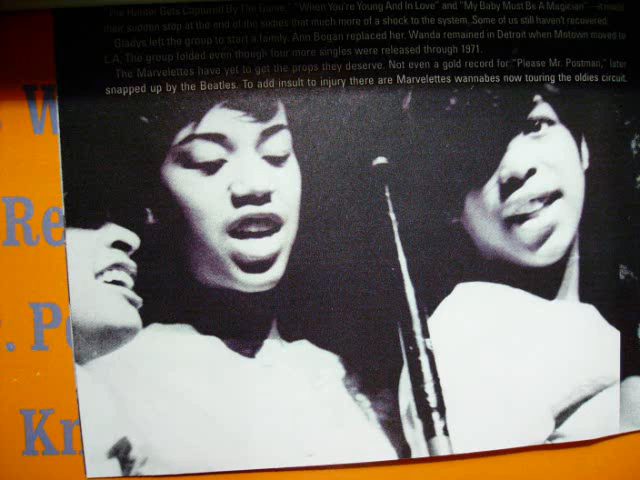 The Hunter Gets Captured By The Game," "When You're Young And In Love" and "My Baby Must Be A Magician"—it made
their sudden stop at the end of the sixties that much more of a shock to the system. Some of us still haven't recovered.
Gladys left the group to start a family. Ann Bogan replaced her. Wanda remained in Detroit when Motown moved to
L.A. The group folded even though four more singles were released through 1971.
The Marvelettes have yet to get the props they deserve. Not even a gold record for "Please Mr. Postman," later
snapped up by the Beatles. To add insult to injury there are Marvelettes wannabes now touring the oldies circuit.
W
Re
. P
Kn